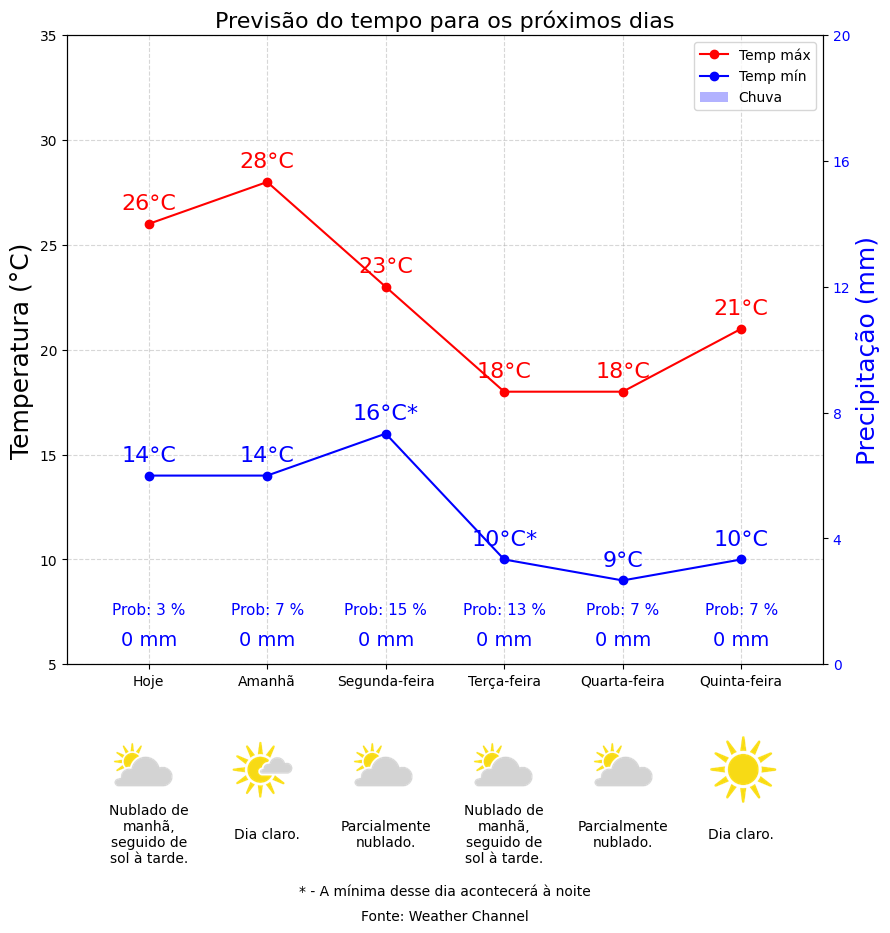 Previsão do tempo para os próximos dias
35
30
25
20
15
10
5
Temperatura (°C)
20
16
12
8
4
0
Precipitação (mm)
Temp máx
Temp mín
Chuva
26°C
28°C
23°C
18°C
18°C
21°C
14°C
14°C
16°C*
10°C*
9°C
10°C
Prob: 3 %
Prob: 7 %
Prob: 15 %
Prob: 13 %
Prob: 7 %
Prob: 7 %
0 mm
0 mm
0 mm
0 mm
0 mm
0 mm
Hoje
Amanhã
Segunda-feira
Terça-feira
Quarta-feira
Quinta-feira
Nublado de
manhã,
seguido de
sol à tarde.
Dia claro.
Parcialmente
nublado.
Nublado de
manhã,
seguido de
sol à tarde.
Parcialmente
nublado.
Dia claro.
* - A mínima desse dia acontecerá à noite
Fonte: Weather Channel